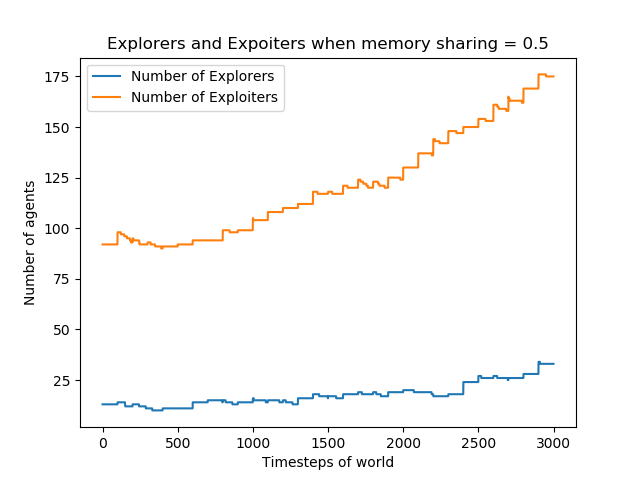 Explorers and Expoiters when memory sharing = 0.5
Number of Explorers
Number of Exploiters
Number of agents
175
150
125
100
75
50
25
0 500 1000 1500 2000 2500 3000
Timesteps of world